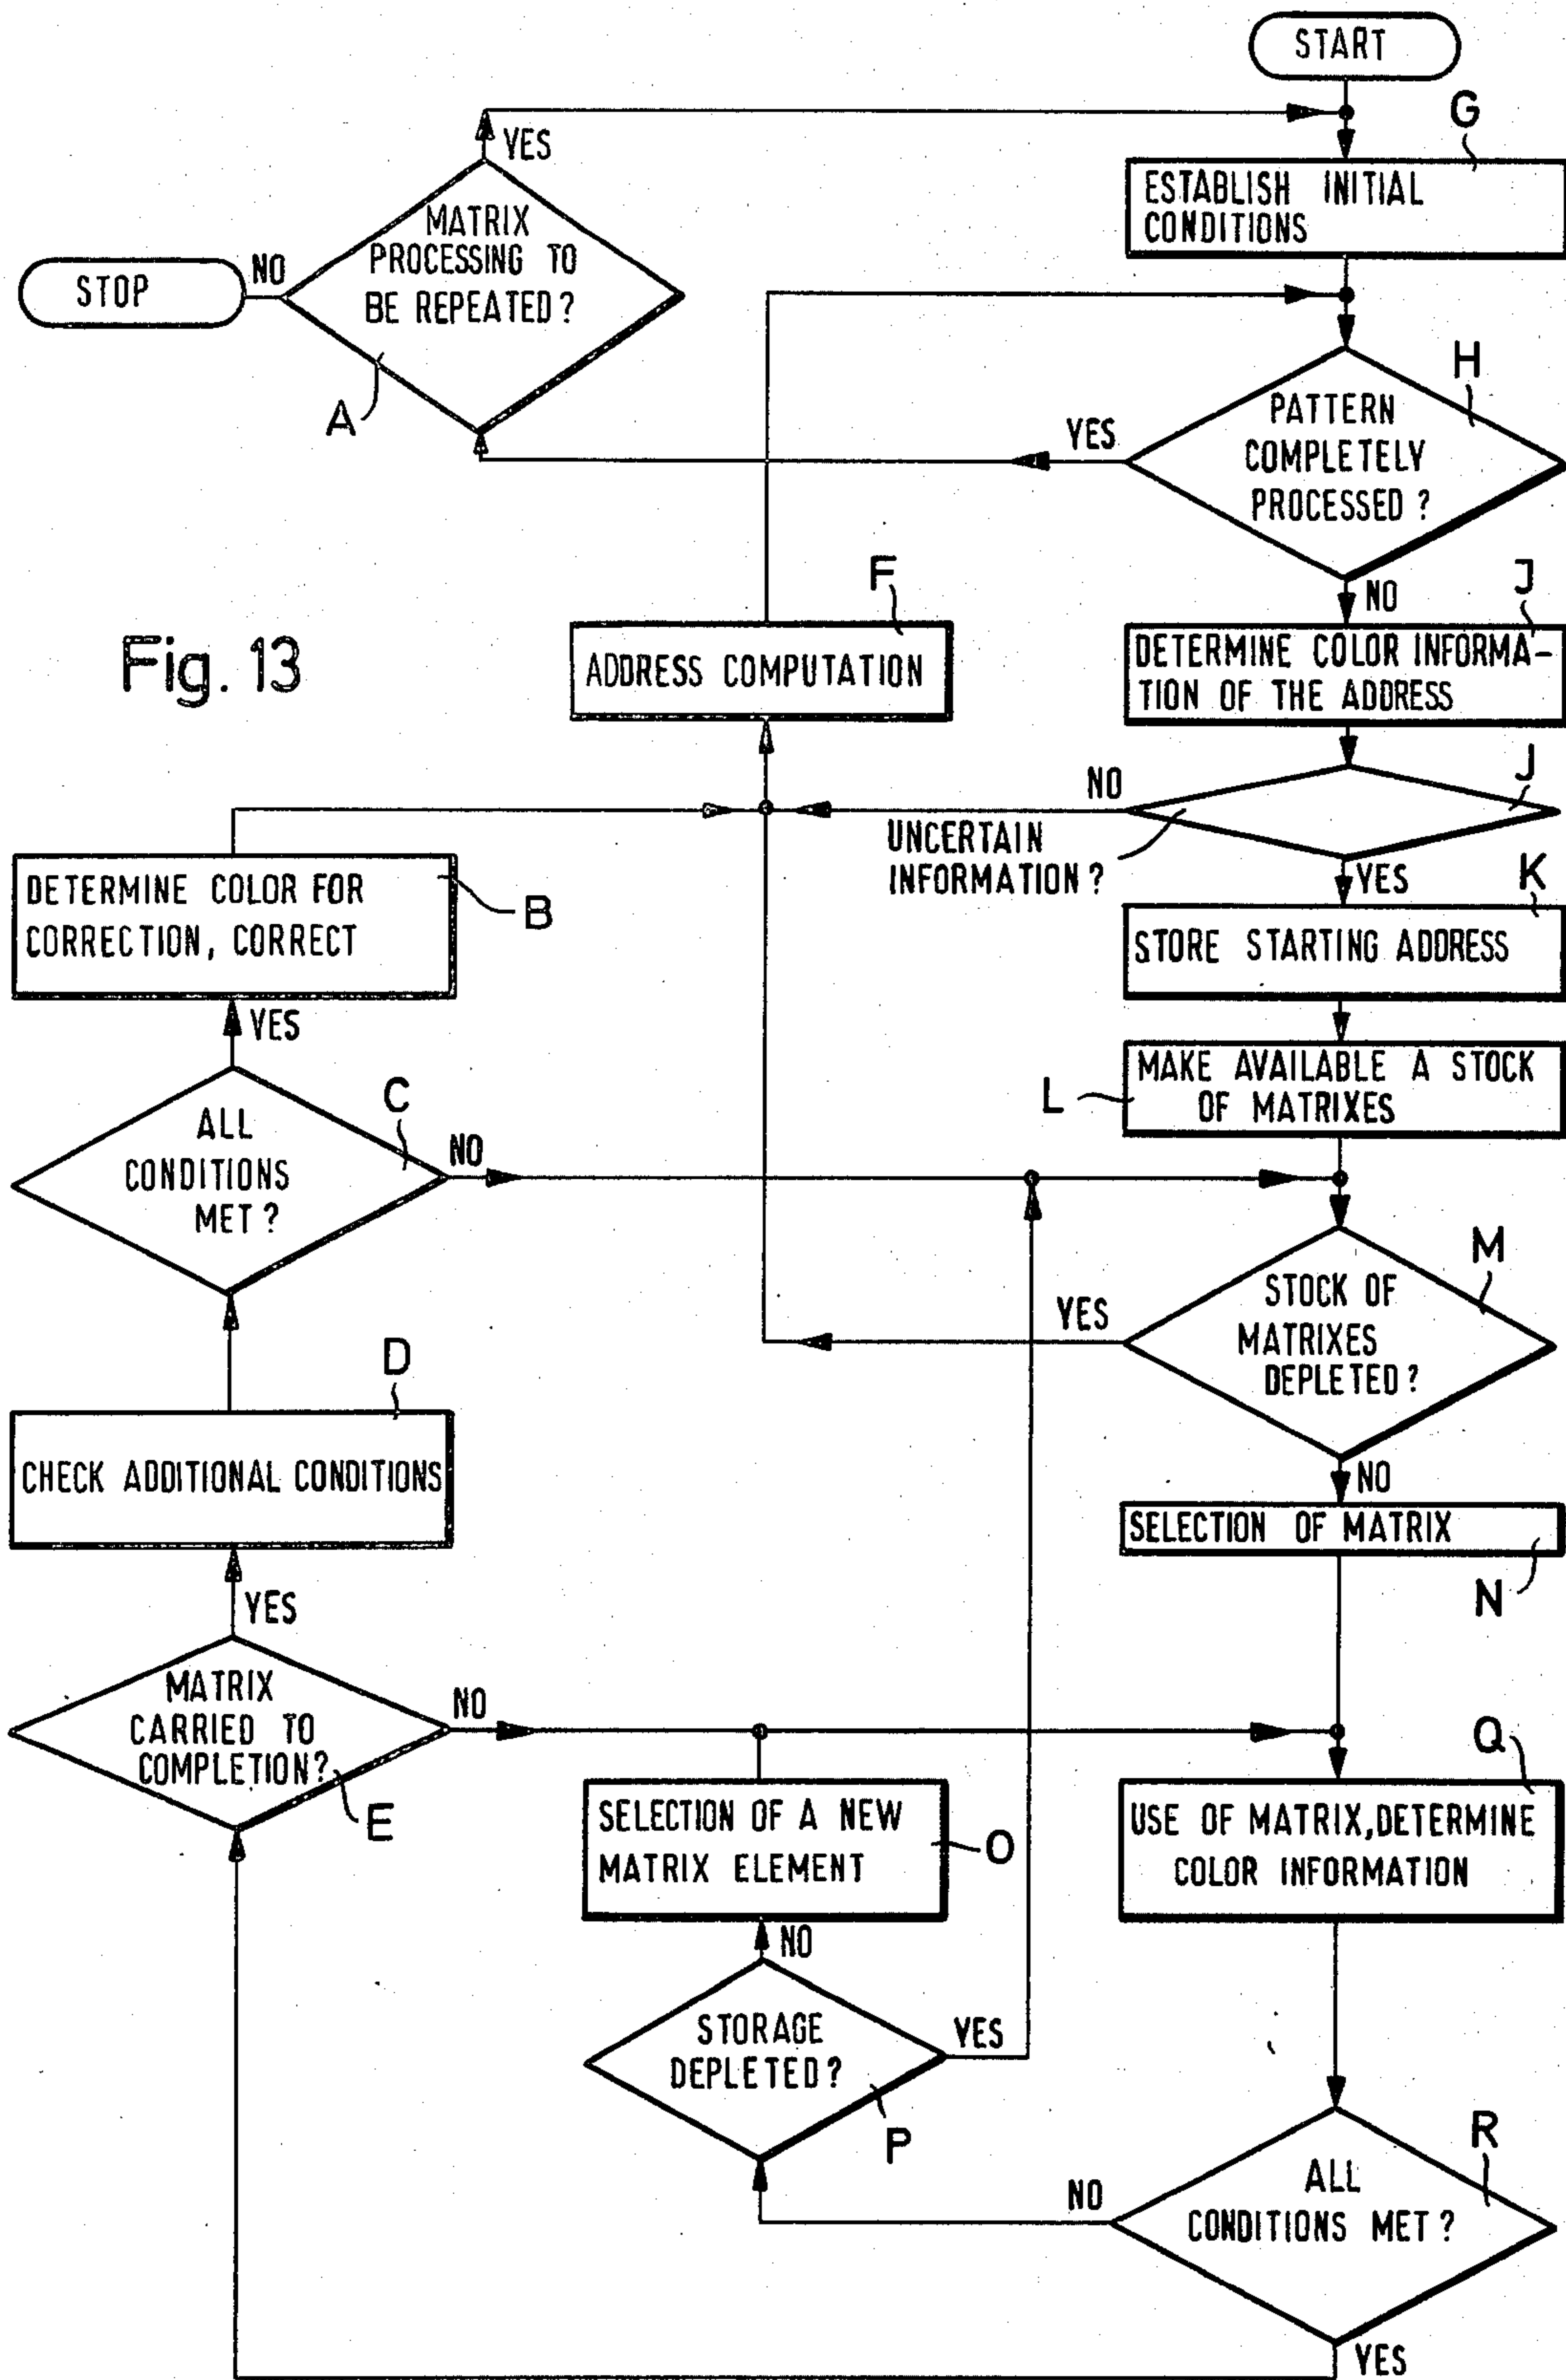 START
G
YES
ESTABLISH INITIAL
CONDITIONS
MATRIX
PROCESSING TO
BE REPEATED?
NO
STOP
A
H
PATTERN
COMPLETELY
PROCESSED?
YES
NO
F
J
Fig. 13
ADDRESS COMPUTATION
DETERMINE COLOR INFORMA-
TION OF THE ADDRESS
J
NO
UNCERTAIN
INFORMATION?
YES
K
DETERMINE COLOR FOR
CORRECTION, CORRECT
B
STORE STARTING ADDRESS
YES
L
MAKE AVAILABLE A STOCK
OF MATRIXES
C
ALL
CONDITIONS
MET?
NO
M
STOCK OF
MATRIXES
DEPLETED?
YES
D
NO
CHECK ADDITIONAL CONDITIONS
SELECTION OF MATRIX
N
YES
MATRIX
CARRIED TO
COMPLETION?
NO
E
Q
SELECTION OF A NEW
MATRIX ELEMENT
O
USE OF MATRIX, DETERMINE
COLOR INFORMATION
NO
STORAGE
DEPLETED?
YES
P
R
ALL
CONDITIONS MET?
NO
YES